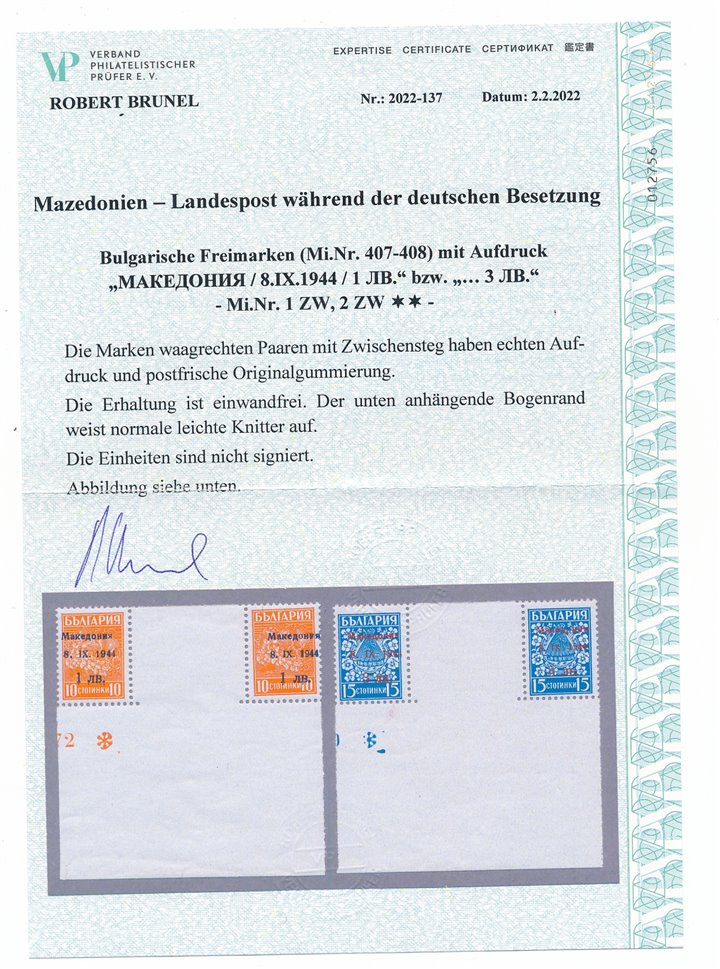 VP VERBAND
PHILATELISTISCHER
PRÜFER E. V.
EXPERTISE CERTIFICATE СЕРТИФИКАТ 鑑定書
ROBERT BRUNEL
Nr.: 2022-137 Datum: 2.2.2022
012756
Mazedonien – Landespost während der deutschen Besetzung
Bulgarische Freimarken (Mi.Nr. 407-408) mit Aufdruck
„МАКЕДОНИЯ / 8.IX.1944 / 1 ЛВ.“ bzw. „… 3 ЛВ.“
- Mi.Nr. 1 ZW, 2 ZW ✶✶ -
Die Marken waagrechten Paaren mit Zwischensteg haben echten Auf-
druck und postfrische Originalgummierung.
Die Erhaltung ist einwandfrei. Der unten anhängende Bogenrand
weist normale leichte Knitter auf.
Die Einheiten sind nicht signiert.
Abbildung siehe unten.
БЪЛГАРИЯ
Македония
8. IX. 1944
1 лв.
10 СТОТИНКИ 10
72
БЪЛГАРИЯ
Македония
8. IX. 1944
1 лв.
10 СТОТИНКИ 10
БЪЛГАРИЯ
Македония
8. IX. 1944
15 СТОТИНКИ 15
БЪЛГАРИЯ
15 СТОТИНКИ 15